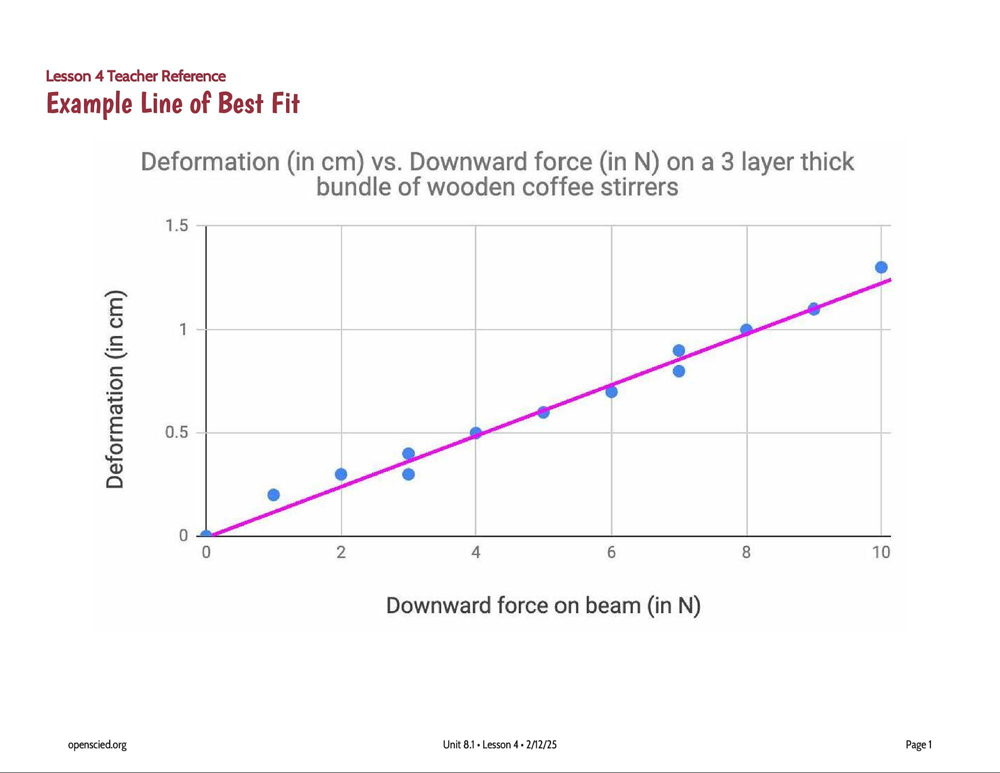 Lesson 4 Teacher Reference
Example Line of Best Fit
Deformation (in cm) vs. Downward force (in N) on a 3 layer thick
bundle of wooden coffee stirrers
Deformation (in cm)
1.5
1
0.5
0
0 2 4 6 8 10
Downward force on beam (in N)
openscied.org Unit 8.1 • Lesson 4 • 2/12/25 Page 1